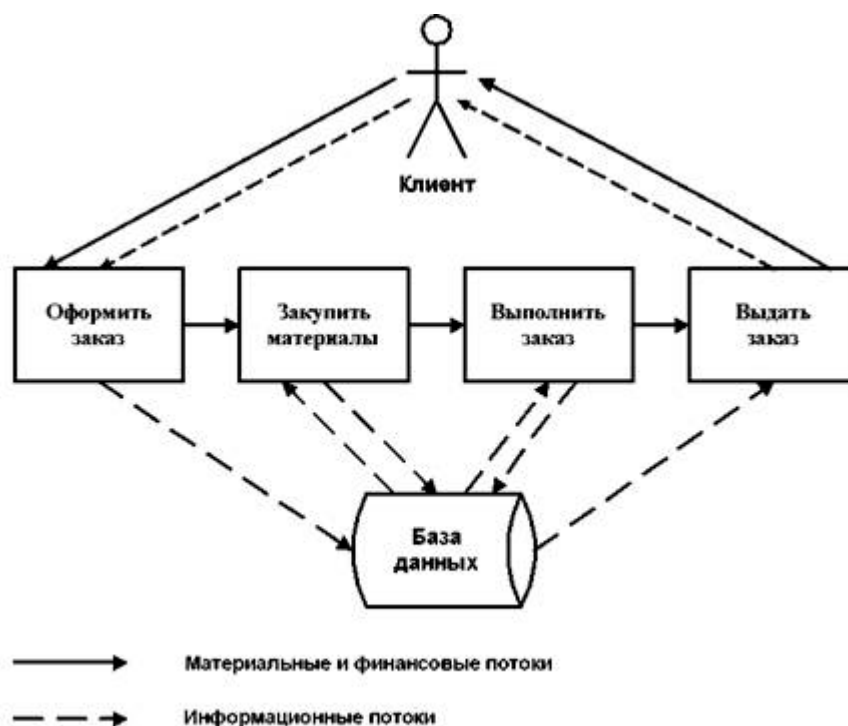 Клиент
Оформить
заказ
Закупить
материалы
Выполнить
заказ
Выдать
заказ
База
данных
Материальные и финансовые потоки
Информационные потоки